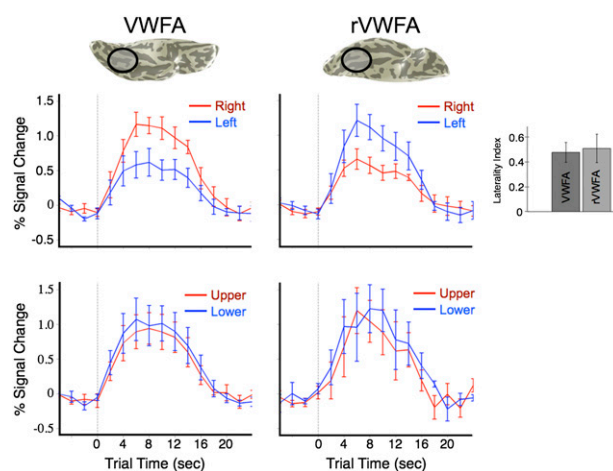 VWFA
rVWFA
1.5
1.0
0.5
0
-0.5
% Signal Change
Right
Left
Right
Left
0.6
0.4
0.2
0
Laterality Index
VWFA
rVWFA
1.5
1.0
0.5
0
-0.5
% Signal Change
Upper
Lower
Upper
Lower
0 4 8 12 16 20
0 4 8 12 16 20
Trial Time (sec)
Trial Time (sec)